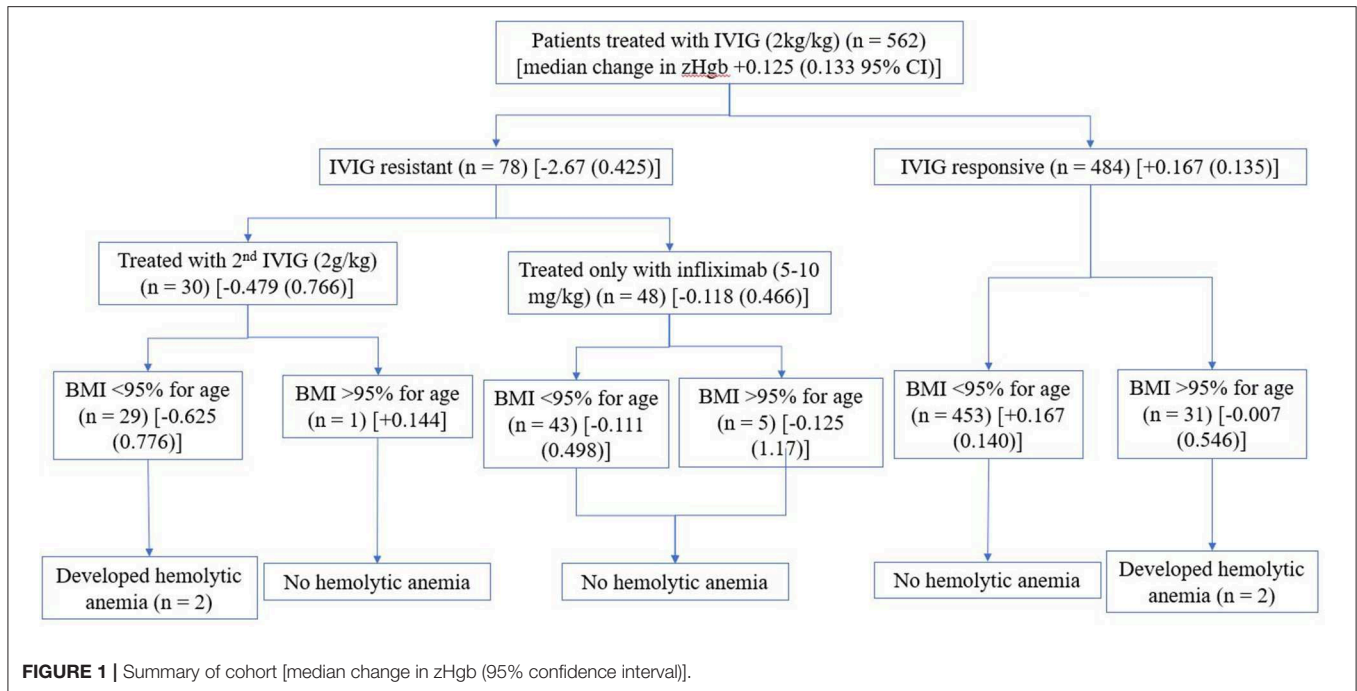 Patients treated with IVIG (2kg/kg) (n = 562)
[median change in zHgb +0.125 (0.133 95% CI)]
IVIG resistant (n = 78) [-2.67 (0.425)]
IVIG responsive (n = 484) [+0.167 (0.135)]
Treated with 2nd IVIG (2g/kg)
(n = 30) [-0.479 (0.766)]
Treated only with infliximab (5-10
mg/kg) (n = 48) [-0.118 (0.466)]
BMI <95% for age
(n = 29) [-0.625
(0.776)]
BMI >95% for age
(n = 1) [+0.144]
BMI <95% for age
(n = 43) [-0.111
(0.498)]
BMI >95% for age
(n = 5) [-0.125
(1.17)]
BMI <95% for age
(n = 453) [+0.167
(0.140)]
BMI >95% for age
(n = 31) [-0.007
(0.546)]
Developed hemolytic
anemia (n = 2)
No hemolytic anemia
No hemolytic anemia
No hemolytic anemia
Developed hemolytic
anemia (n = 2)
FIGURE 1 | Summary of cohort [median change in zHgb (95% confidence interval)].